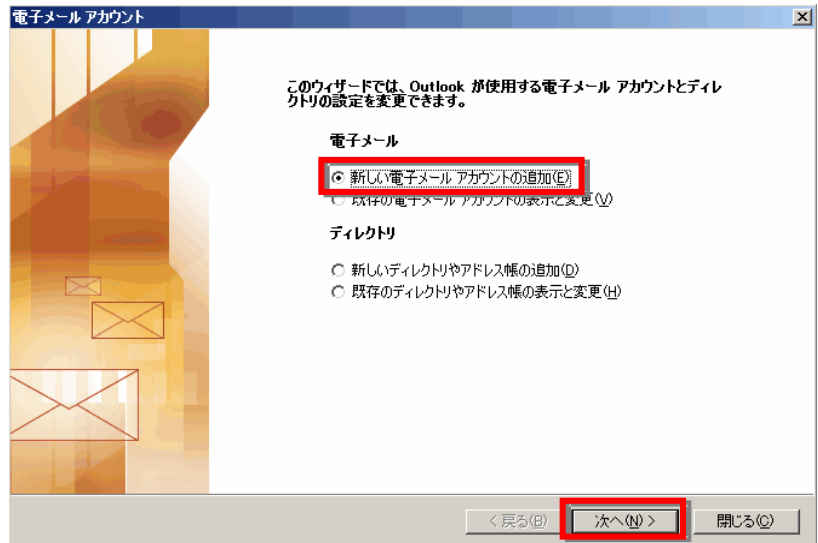 電子メール アカウント
このウィザードでは、Outlook が使用する電子メール アカウントとディレ
クトリの設定を変更できます。
電子メール
新しい電子メール アカウントの追加(E)
既存の電子メール アカウントの表示と変更(V)
ディレクトリ
新しいディレクトリやアドレス帳の追加(D)
既存のディレクトリやアドレス帳の表示と変更(H)
< 戻る(B) 次へ(N) > 閉じる(C)